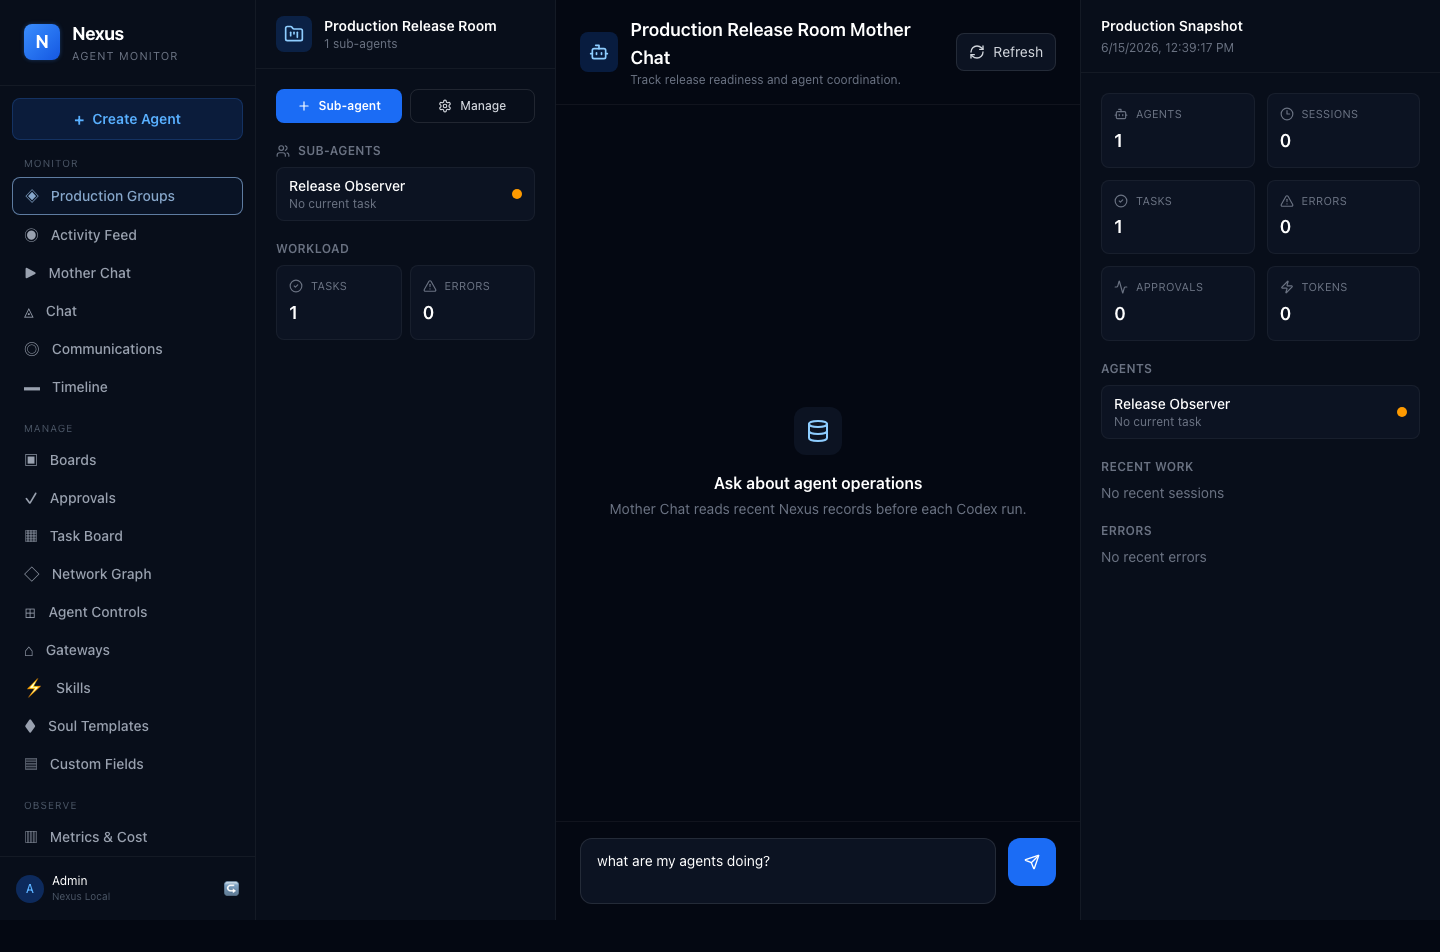 N
Nexus
AGENT MONITOR
+ Create Agent
MONITOR
Production Groups
Activity Feed
Mother Chat
Chat
Communications
Timeline
MANAGE
Boards
Approvals
Task Board
Network Graph
Agent Controls
Gateways
Skills
Soul Templates
Custom Fields
OBSERVE
Metrics & Cost
A
Admin
Nexus Local
Production Release Room
1 sub-agents
+ Sub-agent
Manage
SUB-AGENTS
Release Observer
No current task
WORKLOAD
TASKS
1
ERRORS
0
Production Release Room Mother
Chat
Track release readiness and agent coordination.
Refresh
Ask about agent operations
Mother Chat reads recent Nexus records before each Codex run.
what are my agents doing?
Production Snapshot
6/15/2026, 12:39:17 PM
AGENTS
1
SESSIONS
0
TASKS
1
ERRORS
0
APPROVALS
0
TOKENS
0
AGENTS
Release Observer
No current task
RECENT WORK
No recent sessions
ERRORS
No recent errors